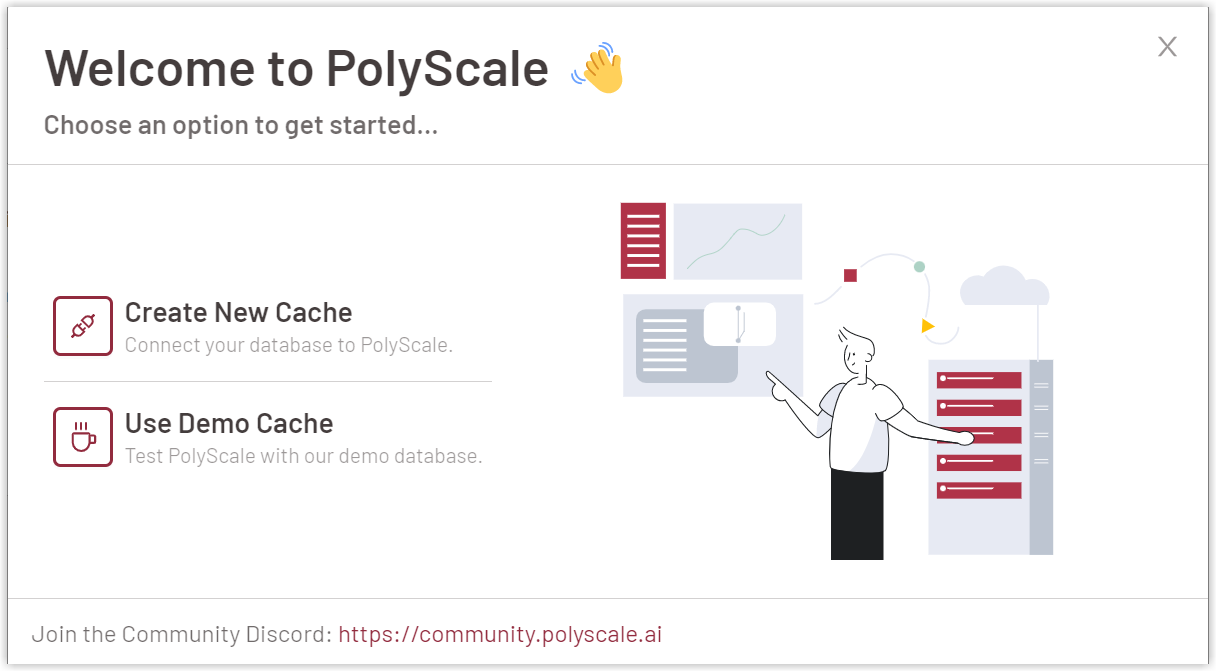 Welcome to PolyScale 👋
X
Choose an option to get started...
Create New Cache
Connect your database to PolyScale.
Use Demo Cache
Test PolyScale with our demo database.
Join the Community Discord: https://community.polyscale.ai